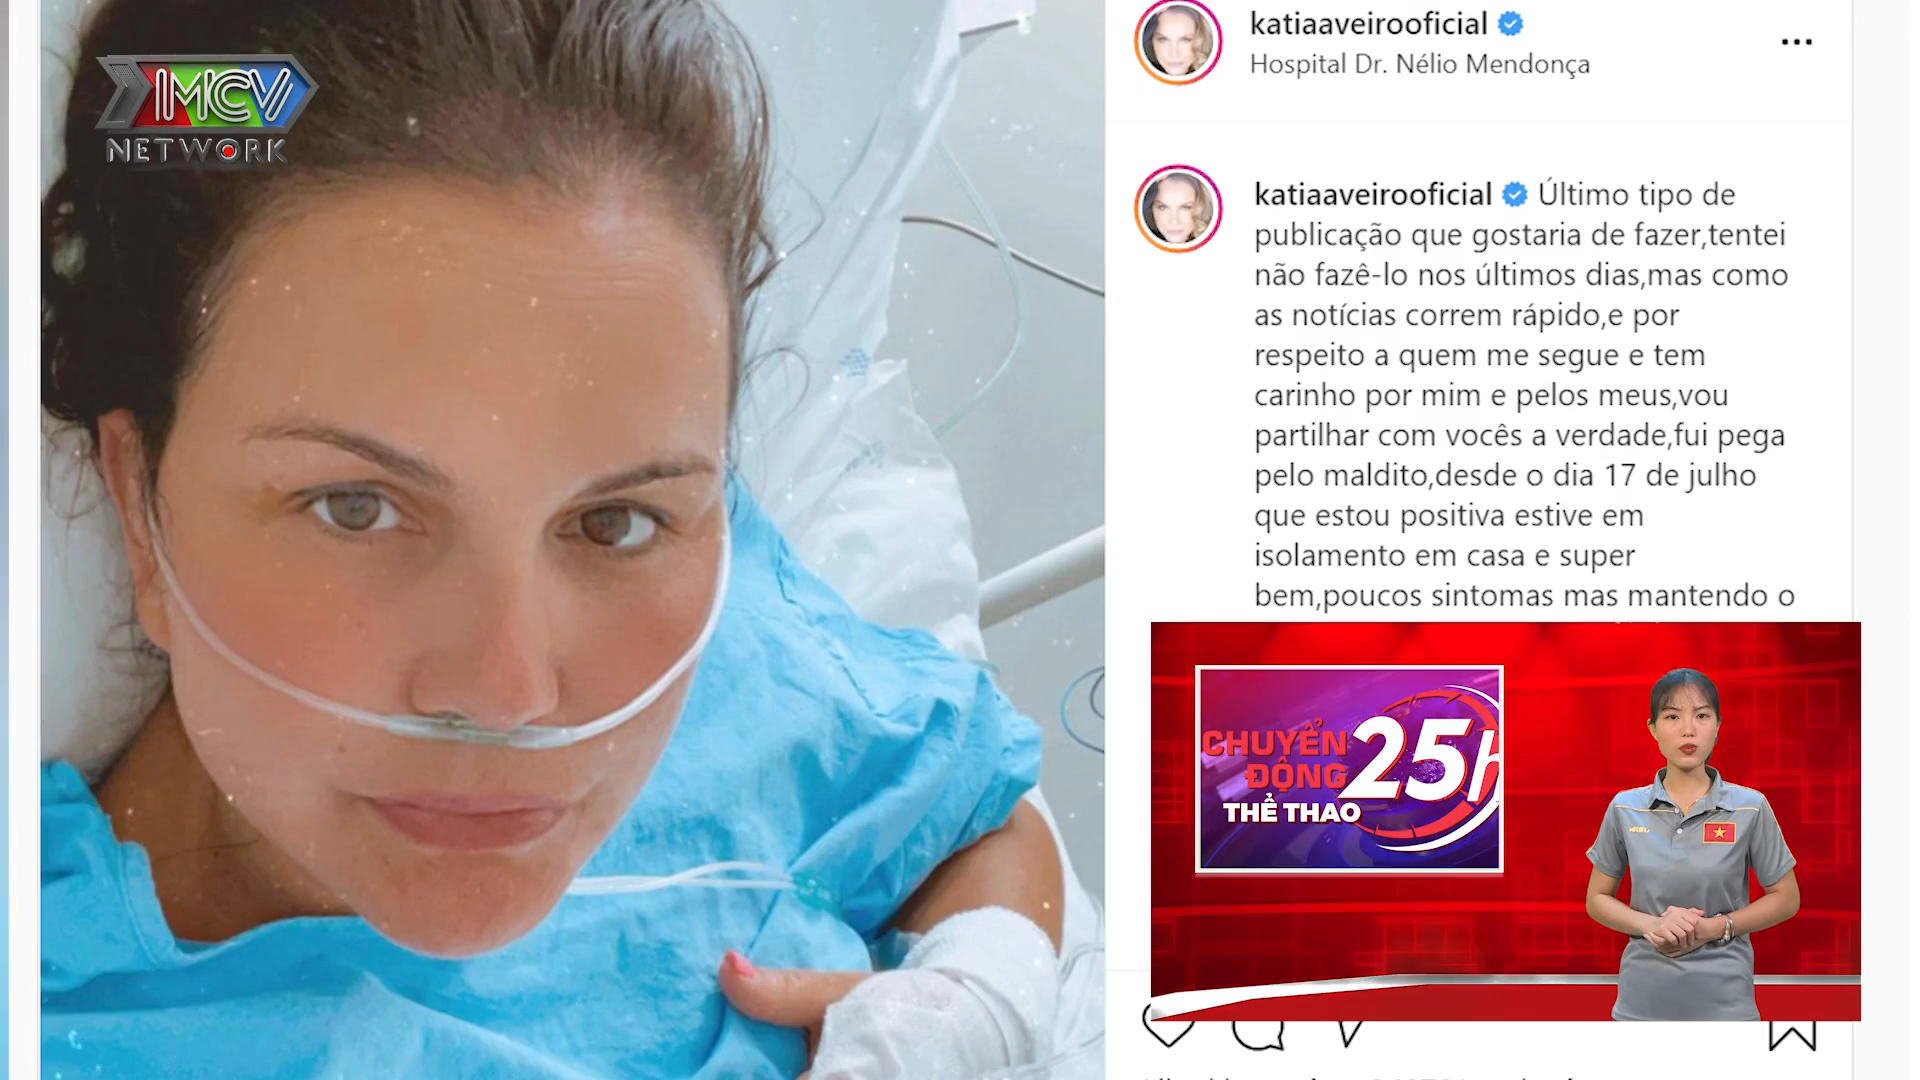 MCV
NETWORK
katiaaveirooficial
Hospital Dr. Nélio Mendonça
katiaaveirooficial Último tipo de
publicação que gostaria de fazer,tentei
não fazê-lo nos últimos dias,mas como
as notícias correm rápido,e por
respeito a quem me segue e tem
carinho por mim e pelos meus,vou
partilhar com vocês a verdade,fui pega
pelo maldito,desde o dia 17 de julho
que estou positiva estive em
isolamento em casa e super
bem,poucos sintomas mas mantendo o
CHUYỂN
ĐỘNG
25h
THỂ THAO